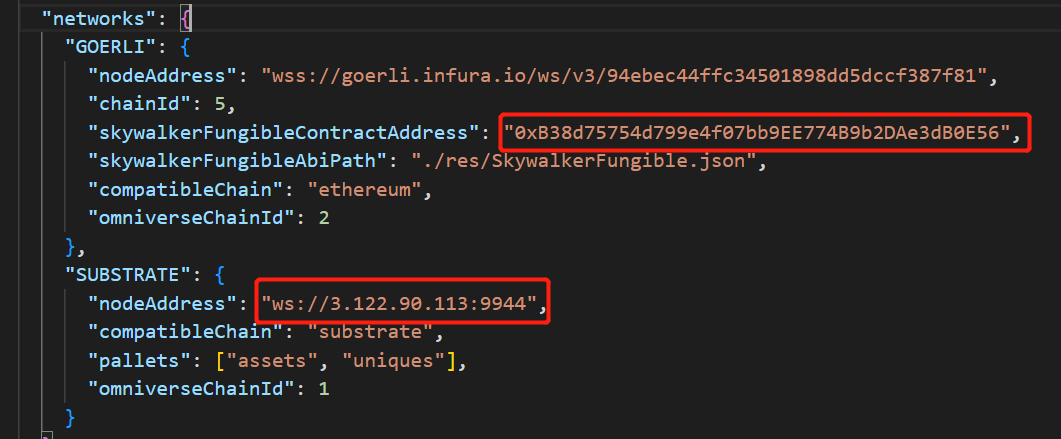 "networks": {
"GOERLI": {
"nodeAddress": "wss://goerli.infura.io/ws/v3/94ebec44ffc34501898dd5dccf387f81",
"chainId": 5,
"skywalkerFungibleContractAddress": "0xB38d75754d799e4f07bb9EE774B9b2DAe3dB0E56",
"skywalkerFungibleAbiPath": "./res/SkywalkerFungible.json",
"compatibleChain": "ethereum",
"omniverseChainId": 2
},
"SUBSTRATE": {
"nodeAddress": "ws://3.122.90.113:9944",
"compatibleChain": "substrate",
"pallets": ["assets", "uniques"],
"omniverseChainId": 1
}
}